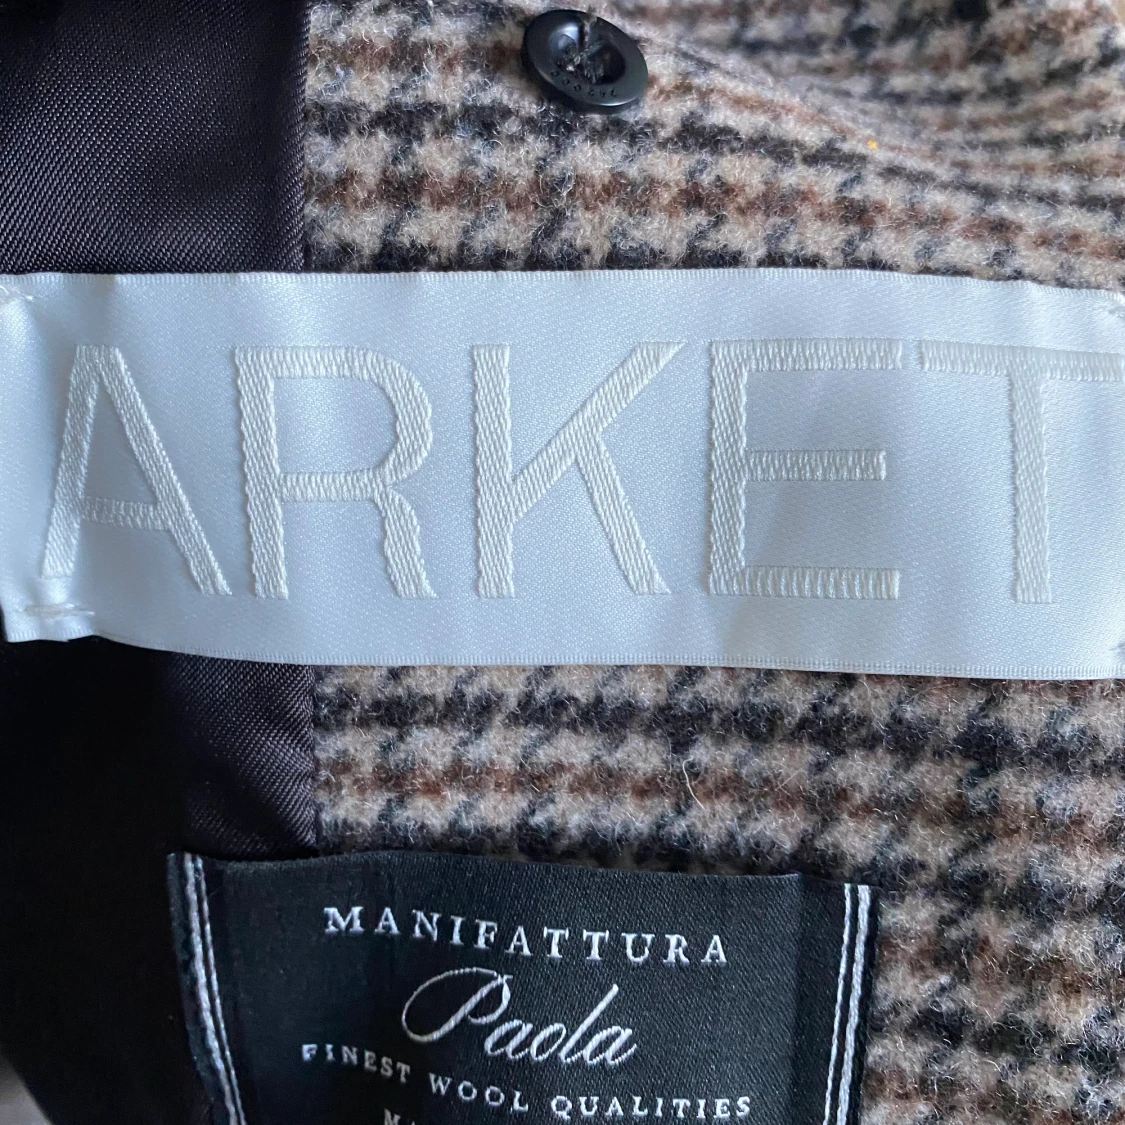 ARKET
MANIFATTURA
Paola
FINEST WOOL QUALITIES